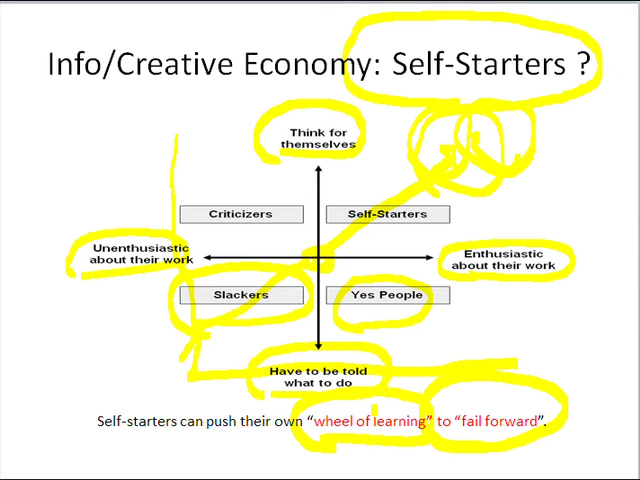 Info/Creative Economy: Self-Starters ?
Think for
themselves
Criticizers
Self-Starters
Unenthusiastic
about their work
Enthusiastic
about their work
Slackers
Yes People
Have to be told
what to do
Self-starters can push their own “wheel of learning” to “fail forward”.